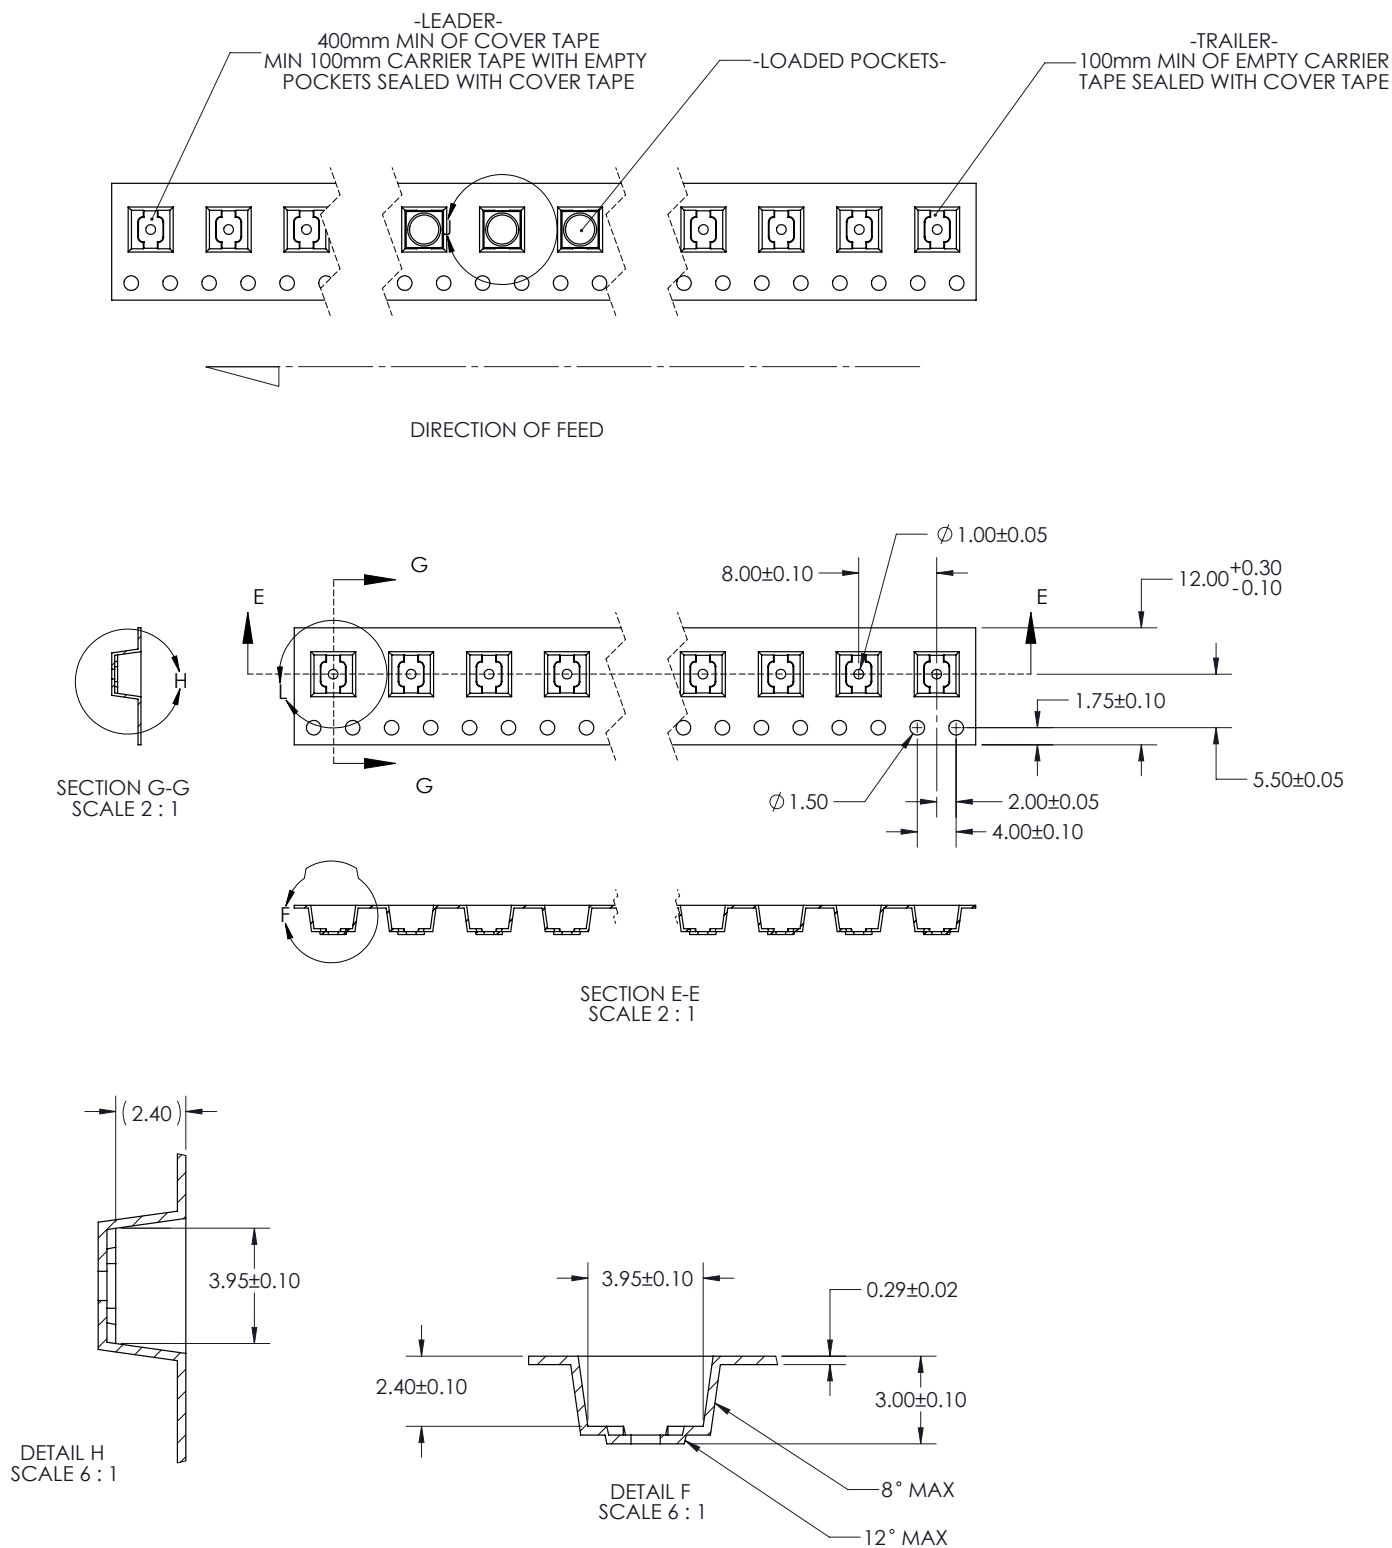 -LEADER-
400mm MIN OF COVER TAPE
MIN 100mm CARRIER TAPE WITH EMPTY
POCKETS SEALED WITH COVER TAPE
-LOADED POCKETS-
-TRAILER-
100mm MIN OF EMPTY CARRIER
TAPE SEALED WITH COVER TAPE
DIRECTION OF FEED
∅ 1.00±0.05
8.00±0.10
12.00 +0.30
-0.10
G
E
E
H
L
1.75±0.10
G
5.50±0.05
∅ 1.50
2.00±0.05
4.00±0.10
SECTION G-G
SCALE 2 : 1
F
SECTION E-E
SCALE 2 : 1
(2.40)
3.95±0.10
DETAIL H
SCALE 6 : 1
3.95±0.10
0.29±0.02
2.40±0.10
3.00±0.10
8° MAX
12° MAX
DETAIL F
SCALE 6 : 1